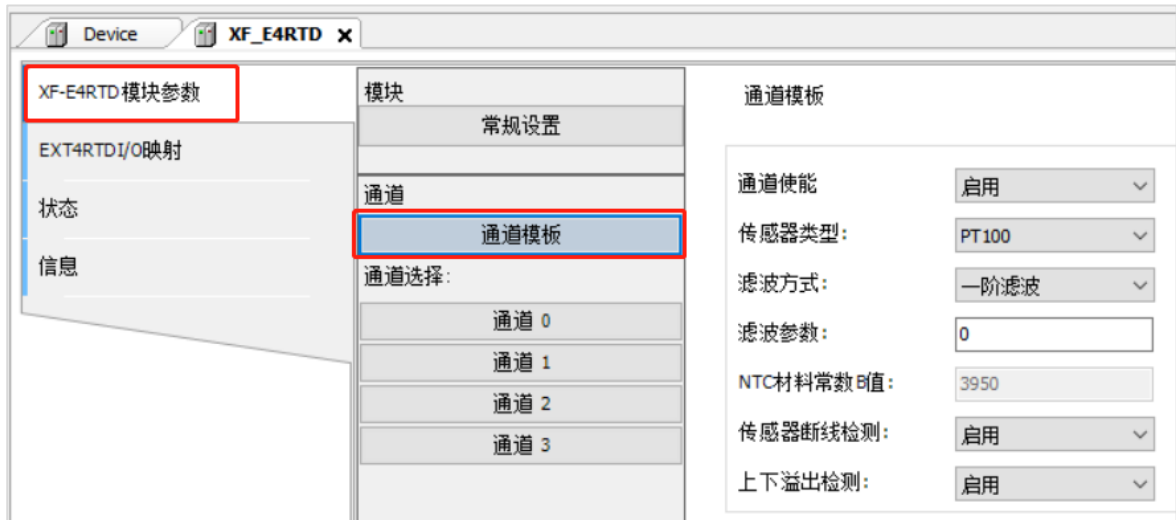 Device
XF_E4RTD
XF-E4RTD模块参数
EXT4RTDI/O映射
状态
信息
模块
常规设置
通道
通道模板
通道选择:
通道 0
通道 1
通道 2
通道 3
通道模板
通道使能 启用
传感器类型: PT100
滤波方式: 一阶滤波
滤波参数: 0
NTC材料常数B值: 3950
传感器断线检测: 启用
上下溢出检测: 启用